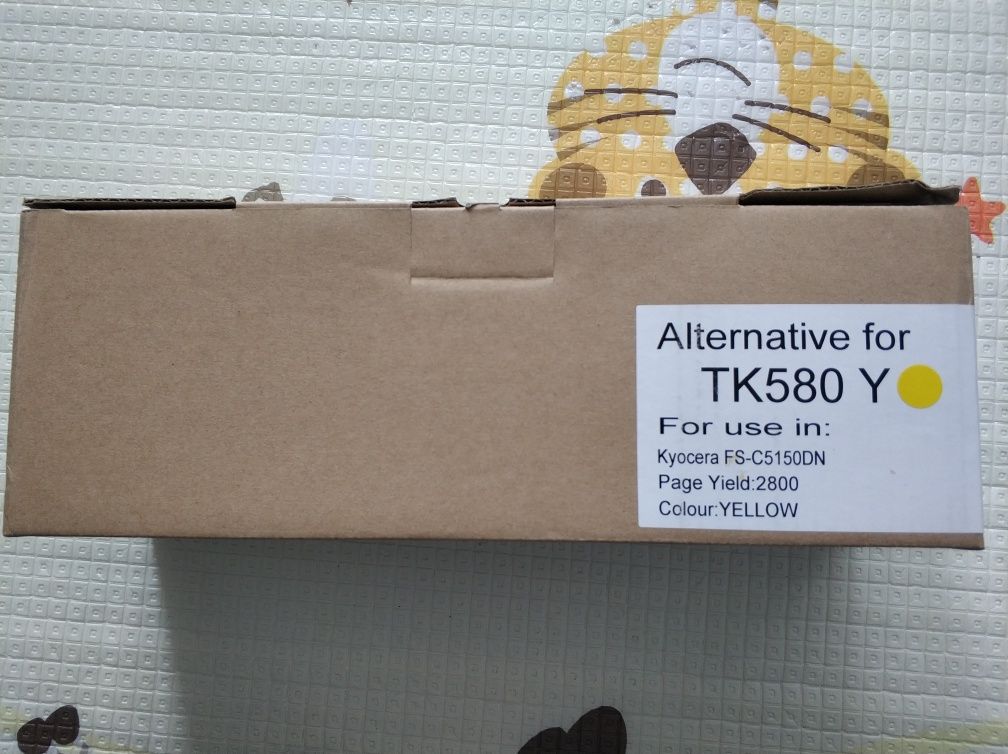 Alternative for
TK580 Y
For use in:
Kyocera FS-C5150DN
Page Yield:2800
Colour:YELLOW